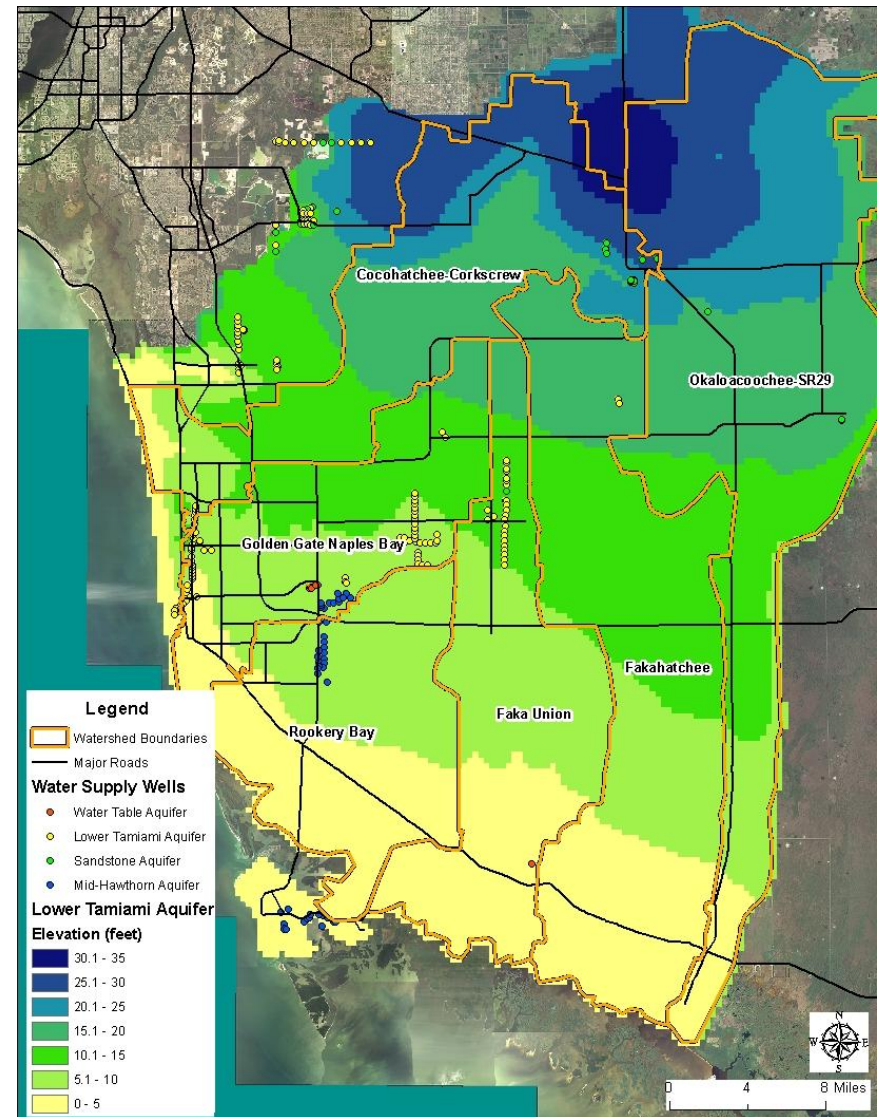 Cocohatchee-Corkscrew
Okaloacoochee-SR29
Golden Gate Naples Bay
Fakahatchee
Faka Union
Rookery Bay
Legend
Watershed Boundaries
Major Roads
Water Supply Wells
Water Table Aquifer
Lower Tamiami Aquifer
Sandstone Aquifer
Mid-Hawthorn Aquifer
Lower Tamiami Aquifer
Elevation (feet)
30.1 - 35
25.1 - 30
20.1 - 25
15.1 - 20
10.1 - 15
5.1 - 10
0 - 5
N
W E
S
0 4 8 Miles